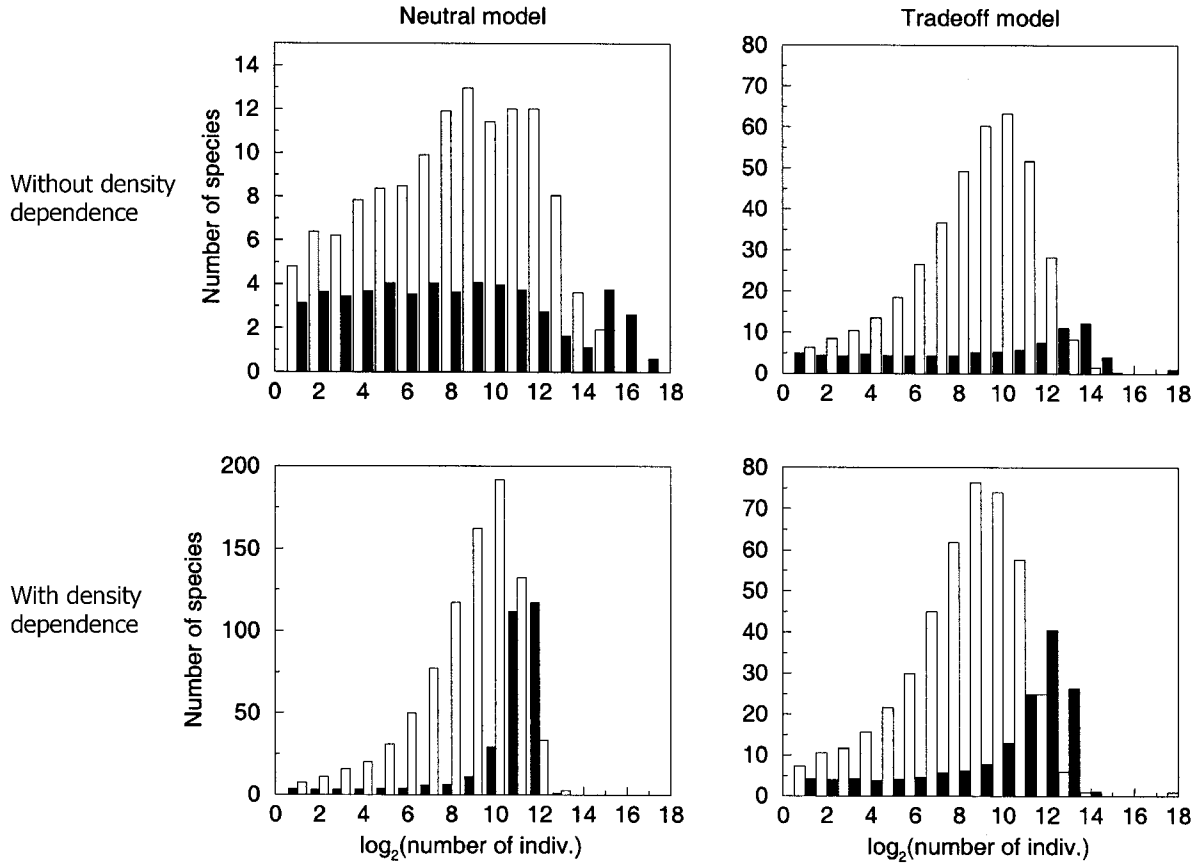 Neutral model
Tradeoff model
Without density
dependence
Number of species
14
12
10
8
6
4
2
0
0 2 4 6 8 10 12 14 16 18
80
70
60
50
40
30
20
10
0
0 2 4 6 8 10 12 14 16 18
With density
dependence
Number of species
200
150
100
50
0
0 2 4 6 8 10 12 14 16 18
log2(number of indiv.)
80
70
60
50
40
30
20
10
0
0 2 4 6 8 10 12 14 16 18
log2(number of indiv.)